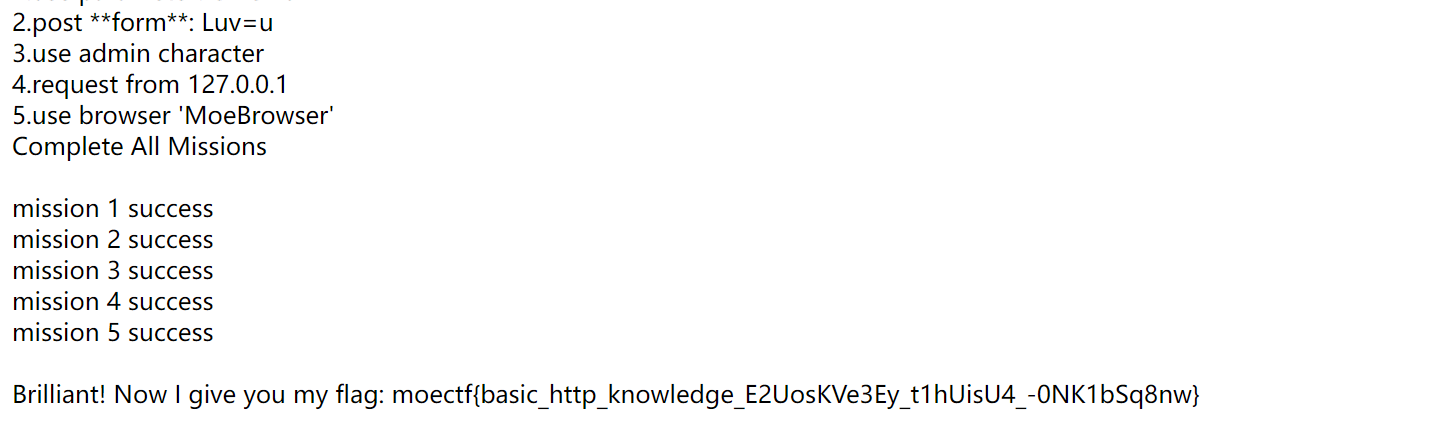 2.post **form**: Luv=u
3.use admin character
4.request from 127.0.0.1
5.use browser 'MoeBrowser'
Complete All Missions
mission 1 success
mission 2 success
mission 3 success
mission 4 success
mission 5 success
Brilliant! Now I give you my flag: moectf{basic_http_knowledge_E2UosKVe3Ey_t1hUisU4_-0NK1bSq8nw}